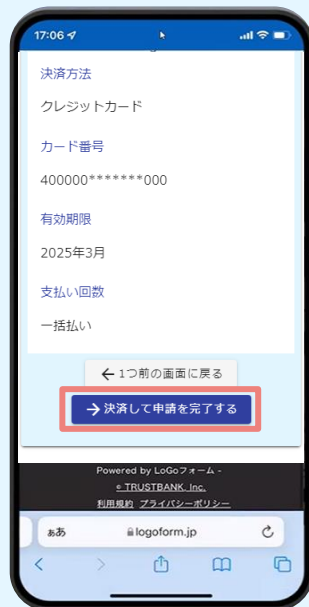 17:06
決済方法
クレジットカード
カード番号
400000*******000
有効期限
2025年3月
支払い回数
一括払い
← 1つ前の画面に戻る
→ 決済して申請を完了する
Powered by LoGoフォーム -
© TRUSTBANK, Inc.
利用規約 プライバシーポリシー
ぁあ logoform.jp